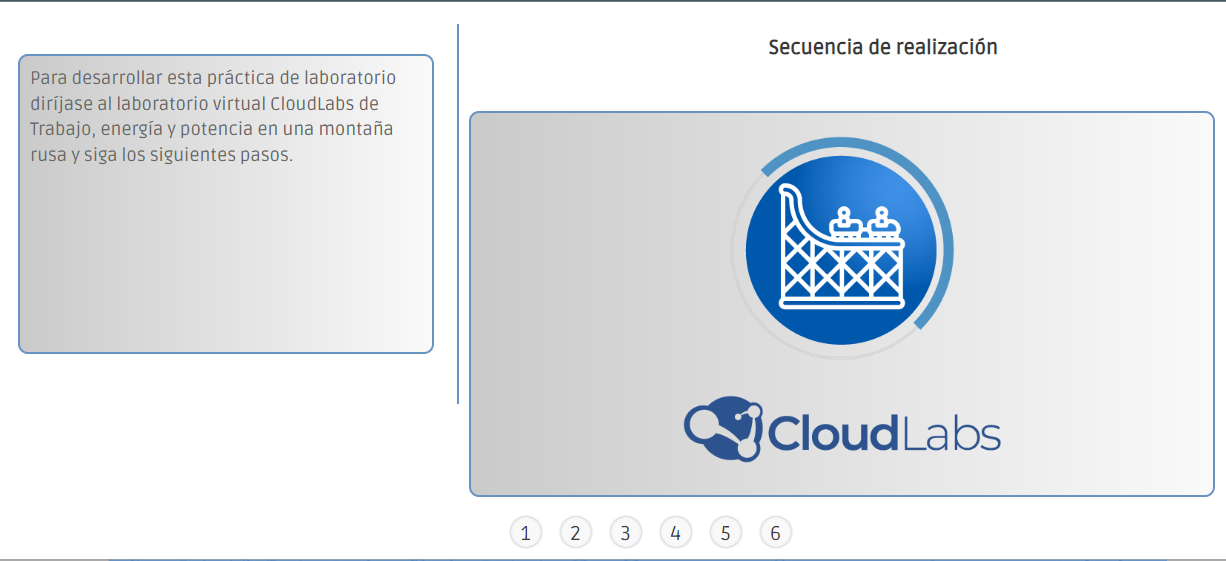 Para desarrollar esta práctica de laboratorio
diríjase al laboratorio virtual CloudLabs de
Trabajo, energía y potencia en una montaña
rusa y siga los siguientes pasos.
Secuencia de realización
CloudLabs
1 2 3 4 5 6